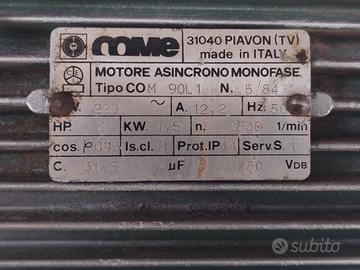 COME 31040 PIAVON (TV)
made in ITALY
MOTORE ASINCRONO MONOFASE
Tipo COM 90L1 N. 5/84
V. 220 ~ A. 12,2 Hz 50
HP. KW. 1,5 n. 1/min
cos.φ 098 Is.cl. Prot.IP44 Serv.S. 1
C. 31,5 µF 450 VDB
subito